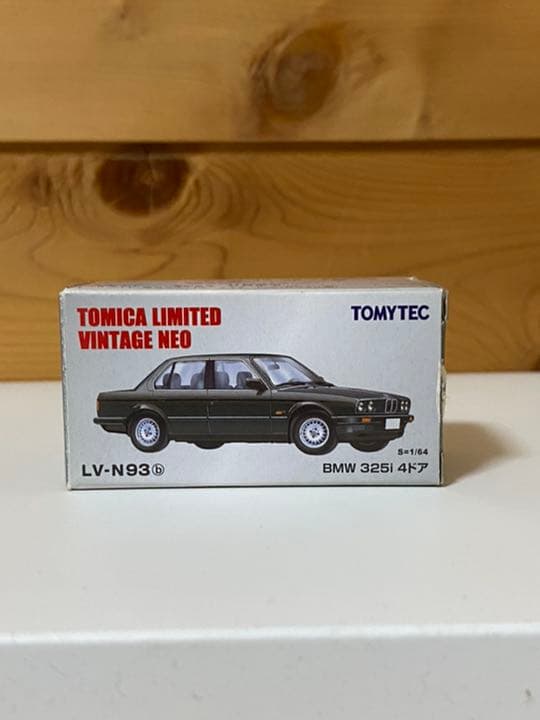 TOMICA LIMITED
VINTAGE NEO
TOMYTEC
S=1/64
LV-N93ⓑ
BMW 325i 4ドア